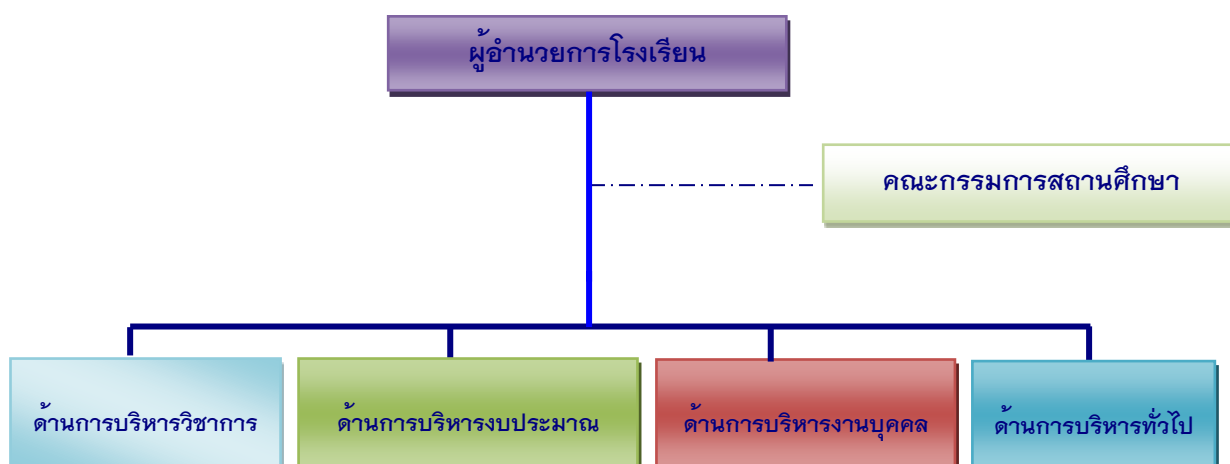 ผู้อำนวยการโรงเรียน
คณะกรรมการสถานศึกษา
ด้านการบริหารวิชาการ
ด้านการบริหารงบประมาณ
ด้านการบริหารงานบุคคล
ด้านการบริหารทั่วไป